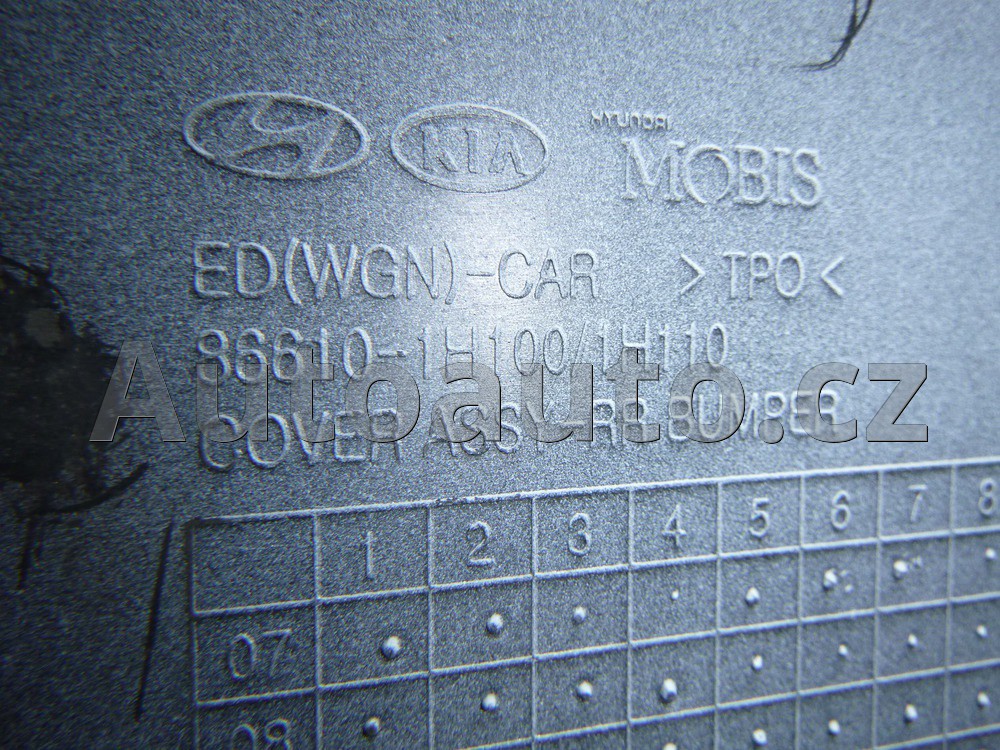 KIA
HYUNDAI
MOBIS
ED(WGN)-CAR >TPO<
86610-1H100/1H110
COVER ASSY-RR BUMPER
Autoauto.cz
1 2 3 4 5 6 7 8
07
08